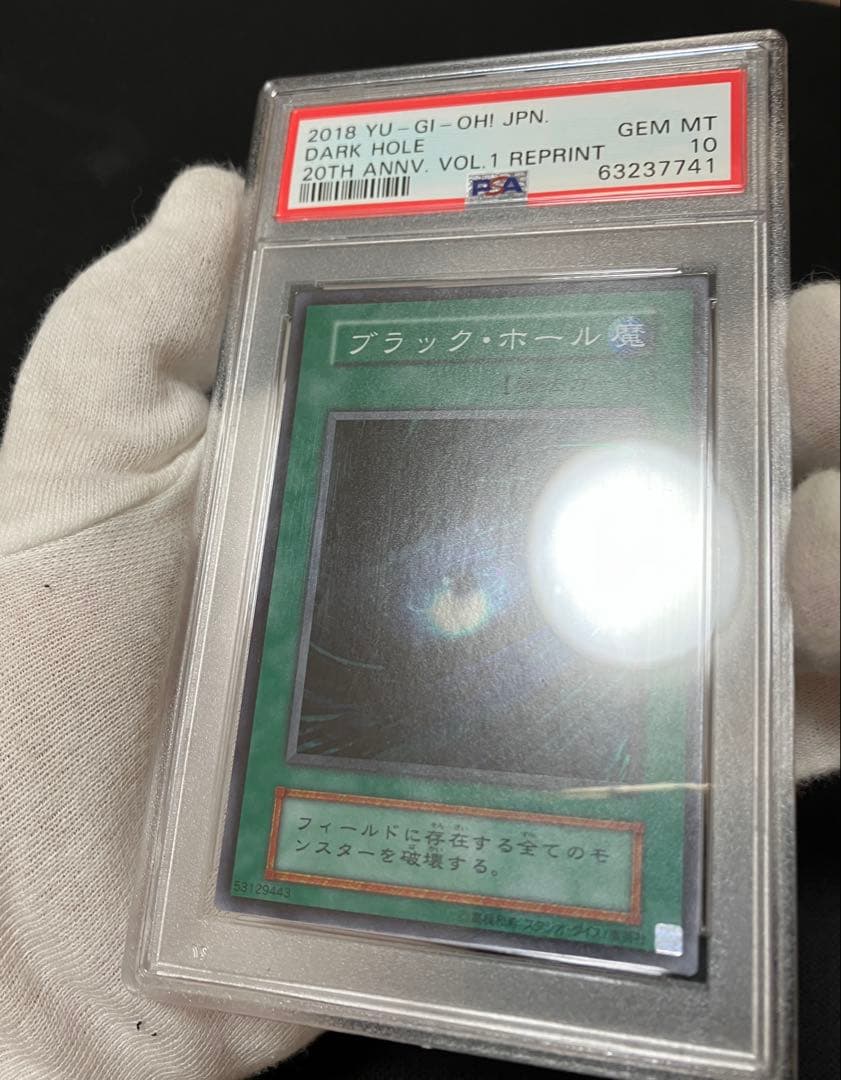 2018 YU-GI-OH! JPN.
GEM MT
DARK HOLE
10
20TH ANNV. VOL.1 REPRINT
63237741
PSA
ブラック・ホール
魔
フィールドに存在する全てのモ
ンスターを破壊する。
53129443